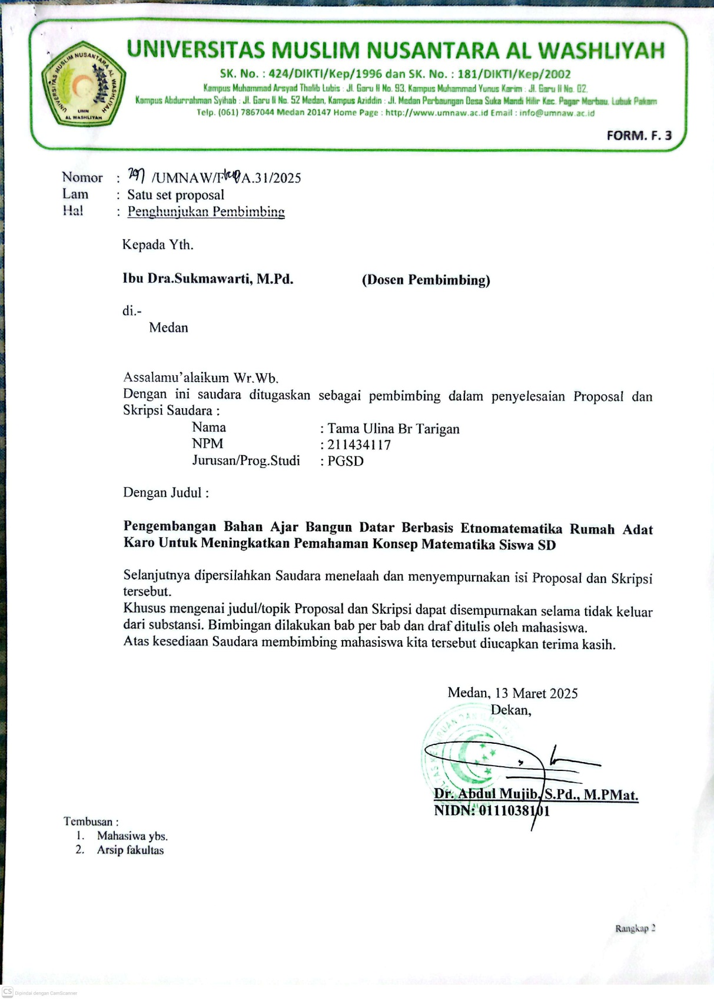 UNIVERSITAS MUSLIM NUSANTARA AL WASHLIYAH
SK. No. : 424/DIKTI/Kep/1996 dan SK. No. : 181/DIKTI/Kep/2002
Kampus Muhammad Arsyad Thalib Lubis : Jl. Garu II No. 93, Kampus Muhammad Yunus Karim : Jl. Garu II No. 02,
Kampus Abdurrahman Syihab : Jl. Garu II No. 52 Medan, Kampus Aziddin : Jl. Medan Perbaungan Desa Suka Mandi Hilir Kec. Pagar Merbau, Lubuk Pakam
Telp. (061) 7867044 Medan 20147 Home Page : http://www.umnaw.ac.id Email : info@umnaw.ac.id
FORM. F. 3
UNIVERSITAS MUSLIM NUSANTARA AL WASHLIYAH
UMN
AL WASHLIYAH
Nomor : /UMNAW/ A.31/2025
Lam : Satu set proposal
Hal : Penghunjukan Pembimbing
Kepada Yth.
Ibu Dra.Sukmawarti, M.Pd. (Dosen Pembimbing)
di.-
Medan
Assalamu’alaikum Wr.Wb.
Dengan ini saudara ditugaskan sebagai pembimbing dalam penyelesaian Proposal dan
Skripsi Saudara :
Nama : Tama Ulina Br Tarigan
NPM : 211434117
Jurusan/Prog.Studi : PGSD
Dengan Judul :
Pengembangan Bahan Ajar Bangun Datar Berbasis Etnomatematika Rumah Adat
Karo Untuk Meningkatkan Pemahaman Konsep Matematika Siswa SD
Selanjutnya dipersilahkan Saudara menelaah dan menyempurnakan isi Proposal dan Skripsi
tersebut.
Khusus mengenai judul/topik Proposal dan Skripsi dapat disempurnakan selama tidak keluar
dari substansi. Bimbingan dilakukan bab per bab dan draf ditulis oleh mahasiswa.
Atas kesediaan Saudara membimbing mahasiswa kita tersebut diucapkan terima kasih.
Medan, 13 Maret 2025
Dekan,
Dr. Abdul Mujib, S.Pd., M.PMat.
NIDN: 0111038101
Tembusan :
1. Mahasiwa ybs.
2. Arsip fakultas
Rangkap 2
CS Dipindai dengan CamScanner